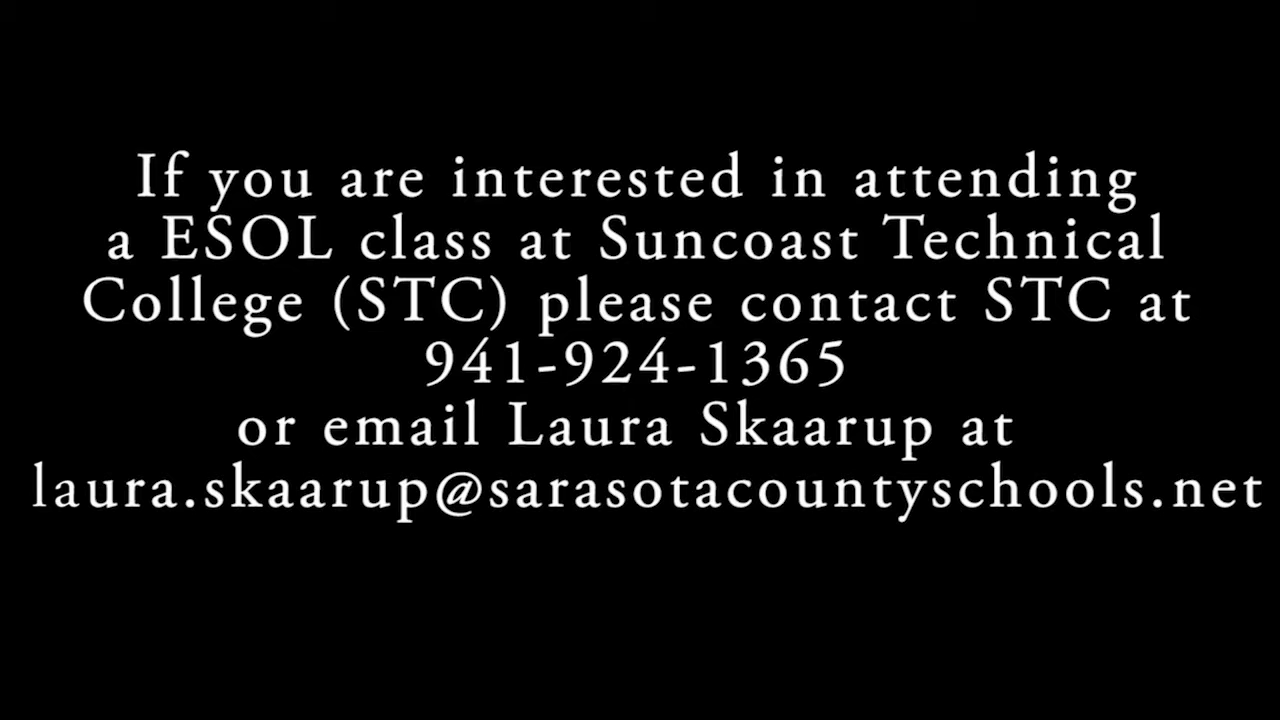 If you are interested in attending
a ESOL class at Suncoast Technical
College (STC) please contact STC at
941-924-1365
or email Laura Skaarup at
laura.skaarup@sarasotacountyschools.net